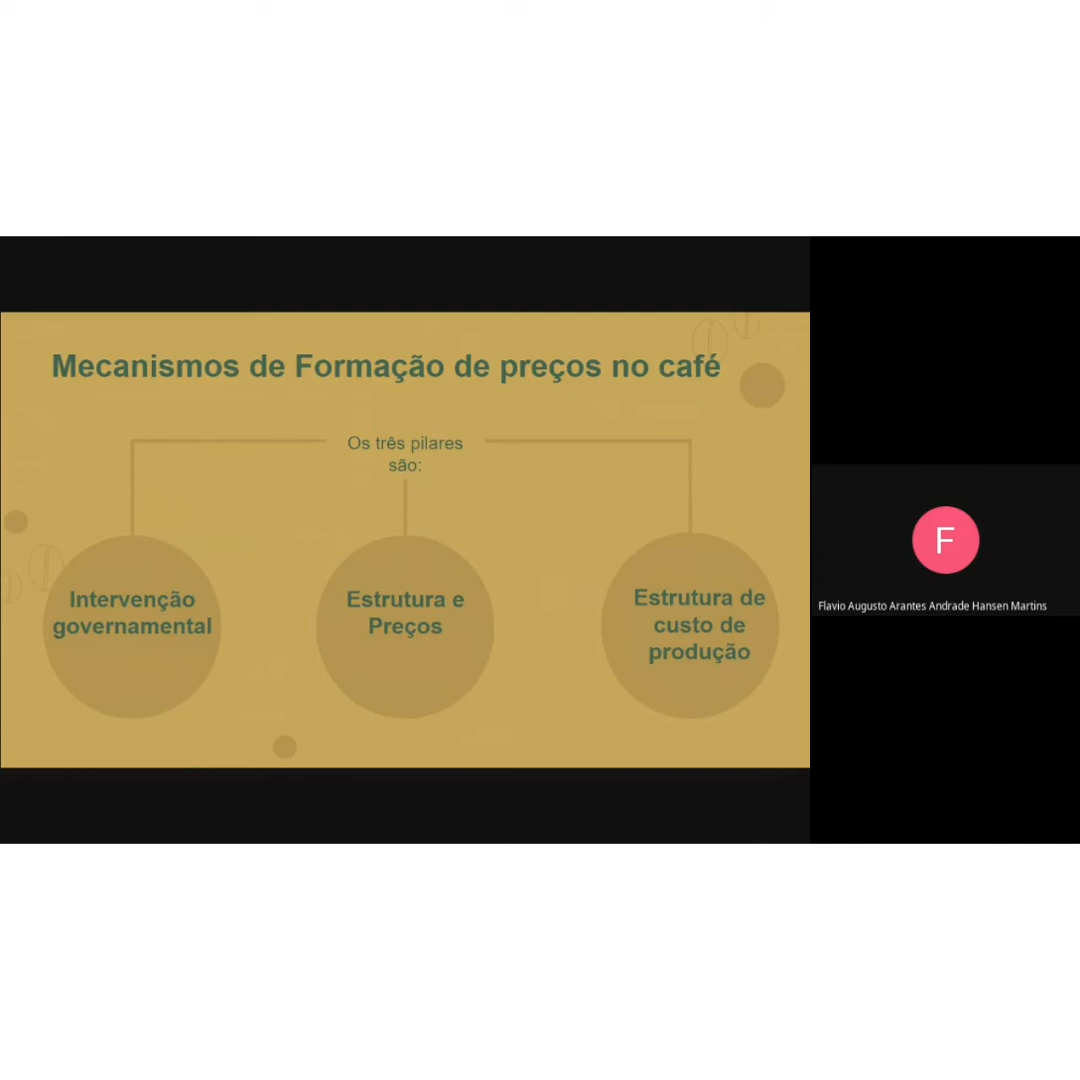 Mecanismos de Formação de preços no café
Os três pilares
são:
Intervenção
governamental
Estrutura e
Preços
Estrutura de
custo de
produção
F
Flavio Augusto Arantes Andrade Hansen Martins